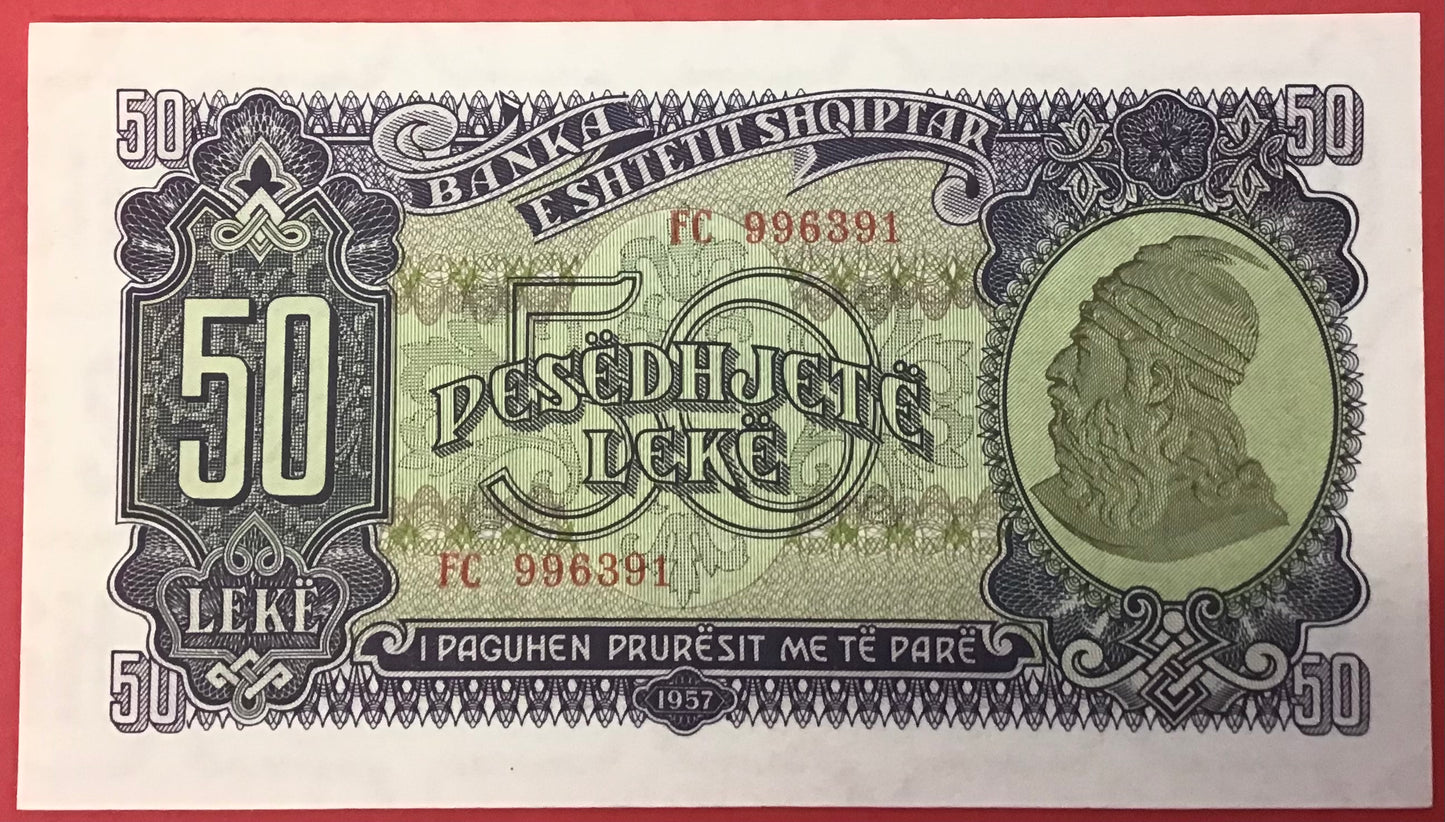 50
50
BANKA
E SHTETIT SHQIPTAR
FC 996391
50
50
PESËDHJETË
LEKË
FC 996391
LEKË
I PAGUHEN PRURËSIT ME TË PARË
1957
50
50